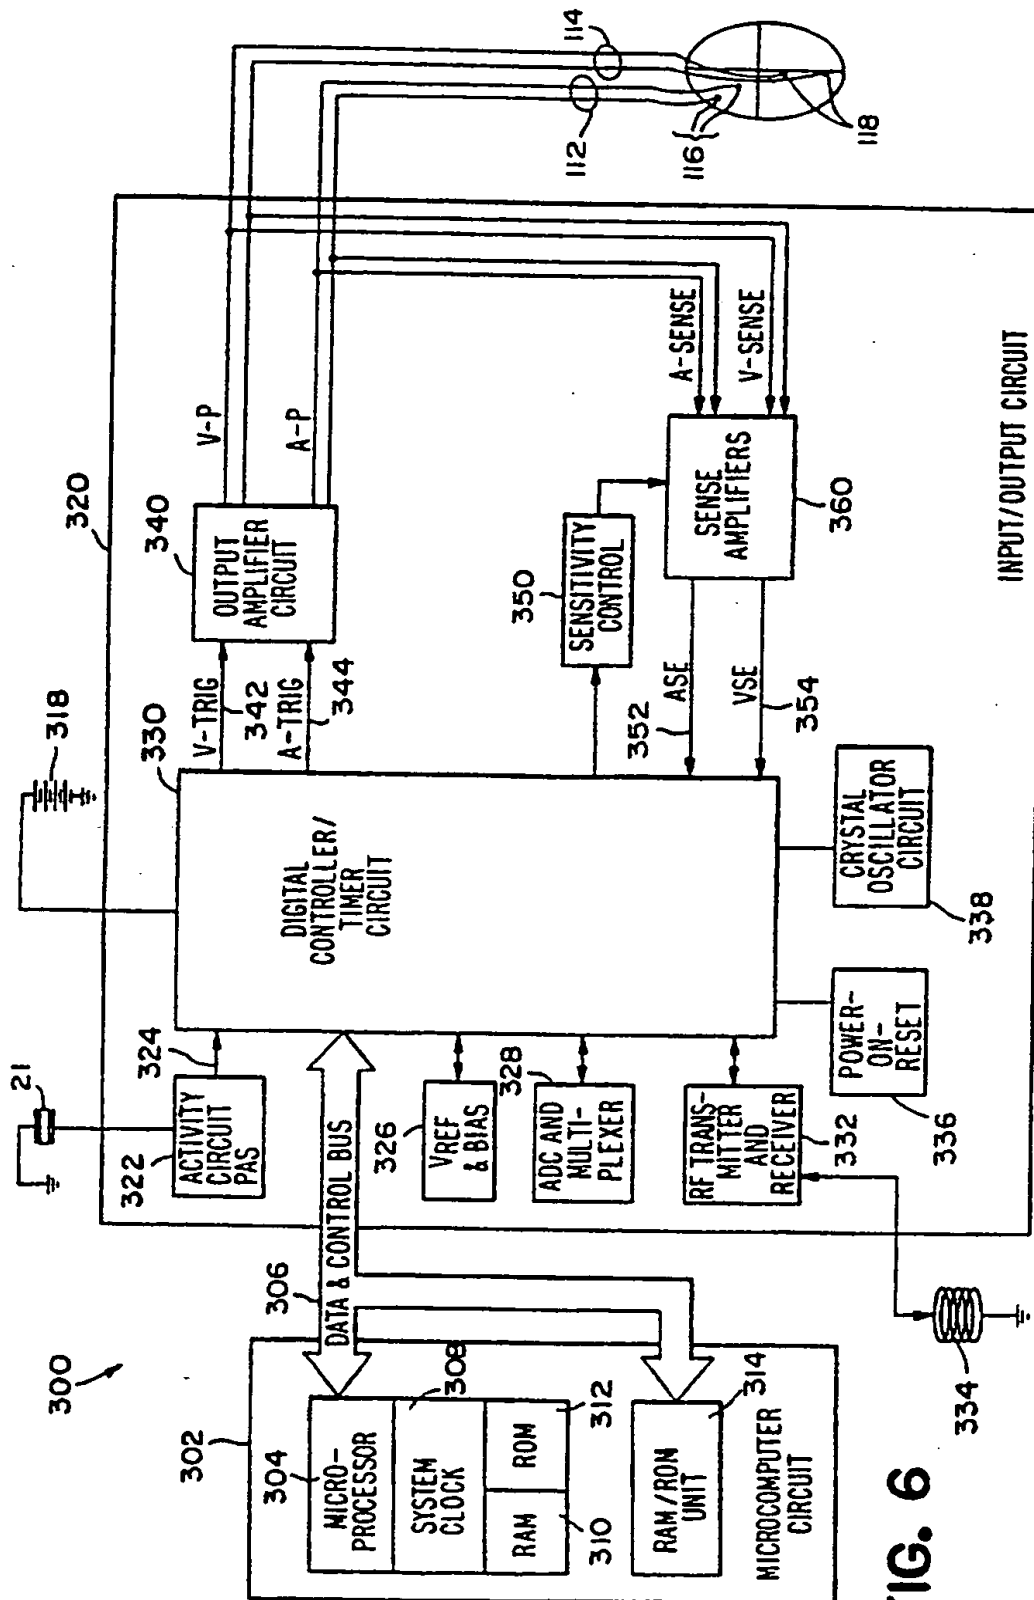 300
302
304
MICRO-
PROCESSOR
308
SYSTEM
CLOCK
RAM
ROM
310
312
RAM/ROM
UNIT
314
MICROCOMPUTER
CIRCUIT
306
DATA & CONTROL BUS
334
320
21
322
ACTIVITY
CIRCUIT
PAS
324
326
VREF
& BIAS
328
ADC AND
MULTI-
PLEXER
RF TRANS-
MITTER
AND
RECEIVER
332
336
POWER-
ON-
RESET
318
330
DIGITAL
CONTROLLER/
TIMER
CIRCUIT
338
CRYSTAL
OSCILLATOR
CIRCUIT
V-TRIG
342
A-TRIG
344
340
OUTPUT
AMPLIFIER
CIRCUIT
V-P
A-P
350
SENSITIVITY
CONTROL
352
ASE
VSE
354
SENSE
AMPLIFIERS
360
A-SENSE
V-SENSE
INPUT/OUTPUT CIRCUIT
112
114
116
118
FIG. 6